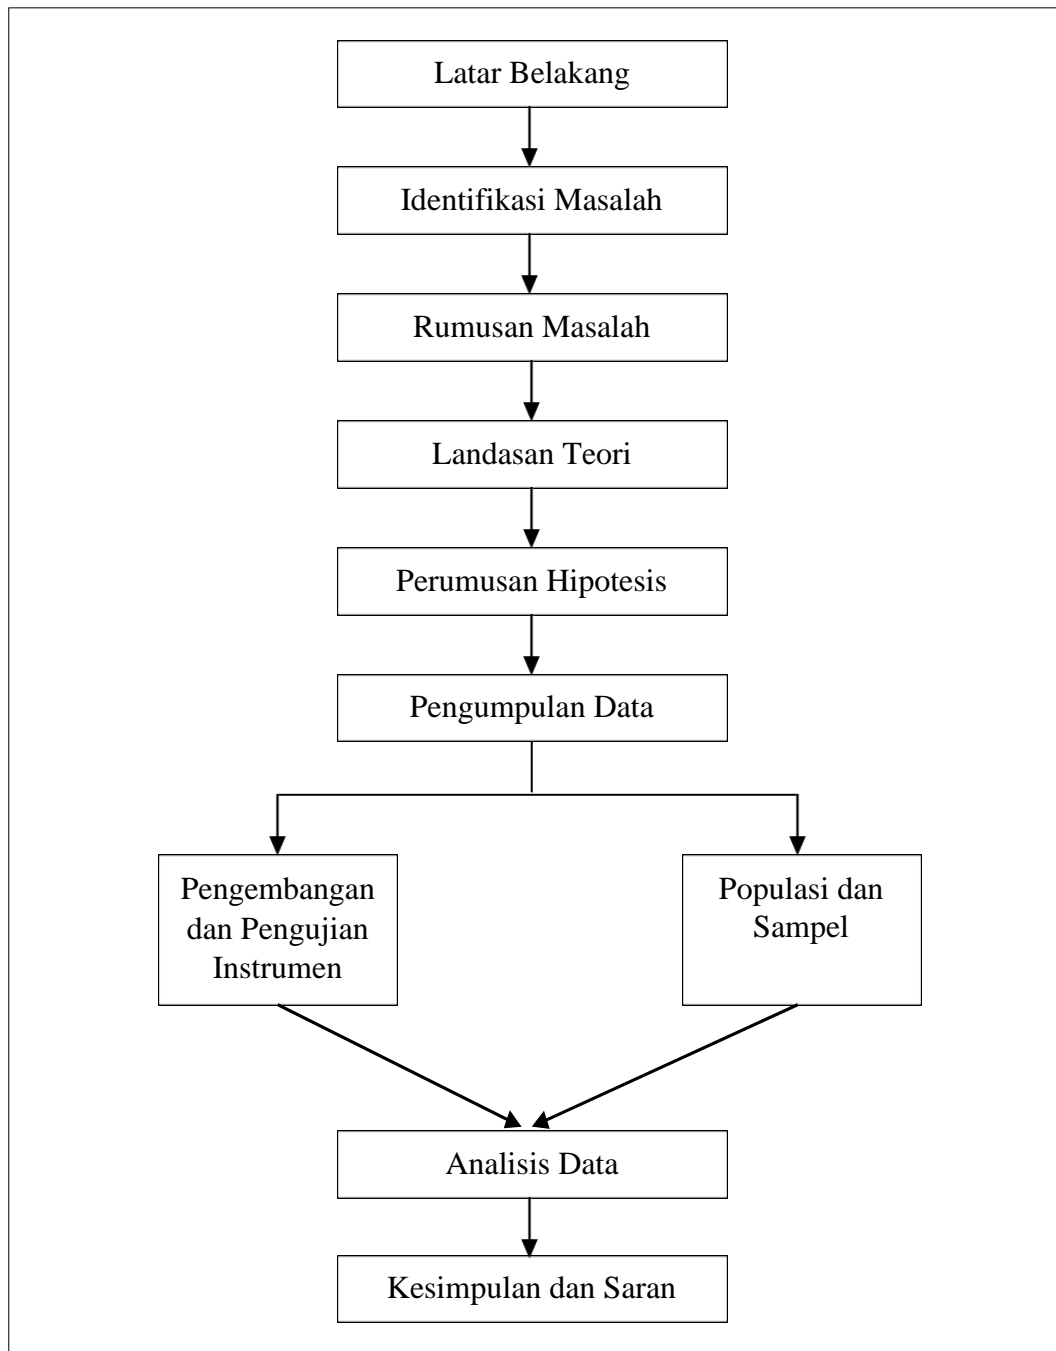 Latar Belakang
Identifikasi Masalah
Rumusan Masalah
Landasan Teori
Perumusan Hipotesis
Pengumpulan Data
Pengembangan
dan Pengujian
Instrumen
Populasi dan
Sampel
Analisis Data
Kesimpulan dan Saran